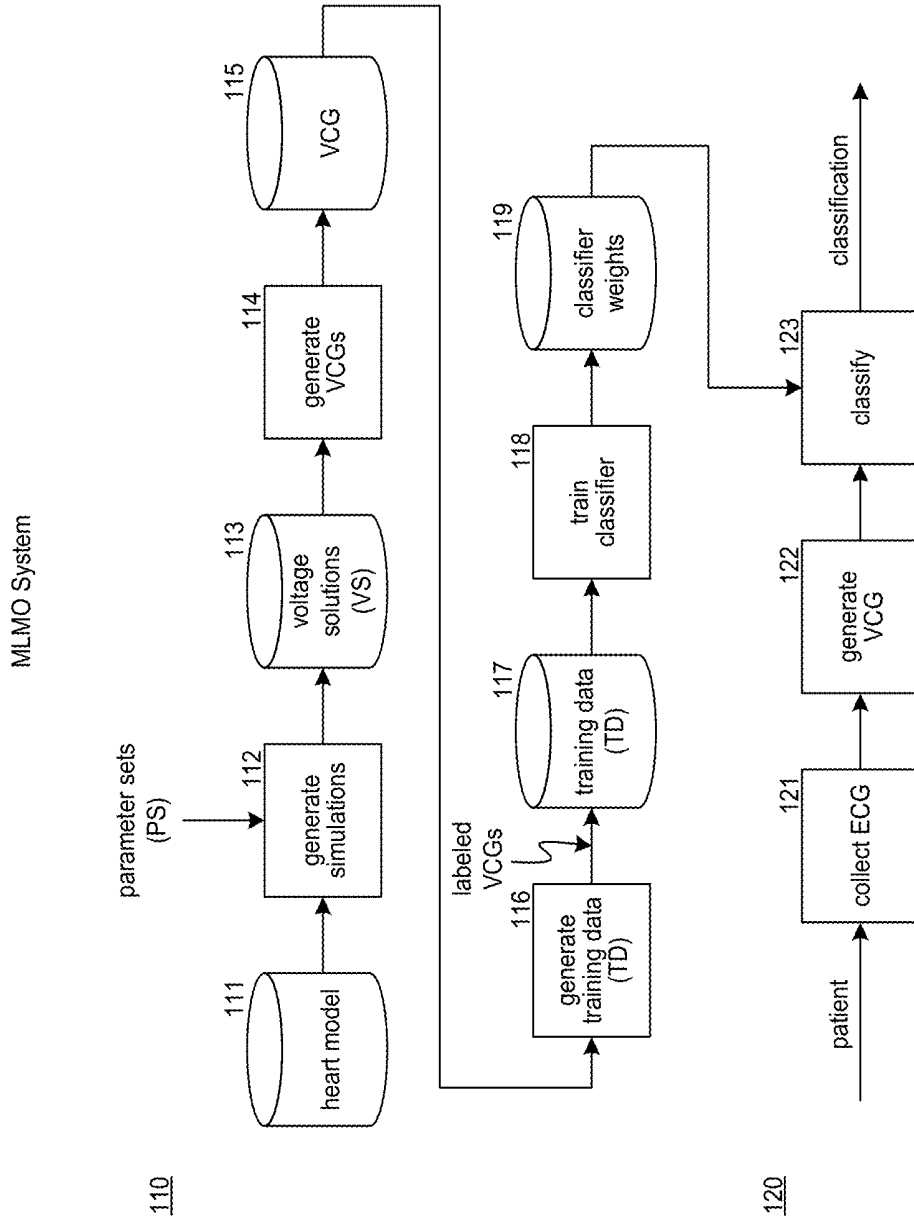 MLMO System
110
parameter sets
(PS)
111
heart model
112
generate
simulations
113
voltage
solutions
(VS)
114
generate
VCGs
115
VCG
116
generate
training data
(TD)
labeled
VCGs
117
training data
(TD)
118
train
classifier
119
classifier
weights
120
patient
121
collect ECG
122
generate
VCG
123
classify
classification